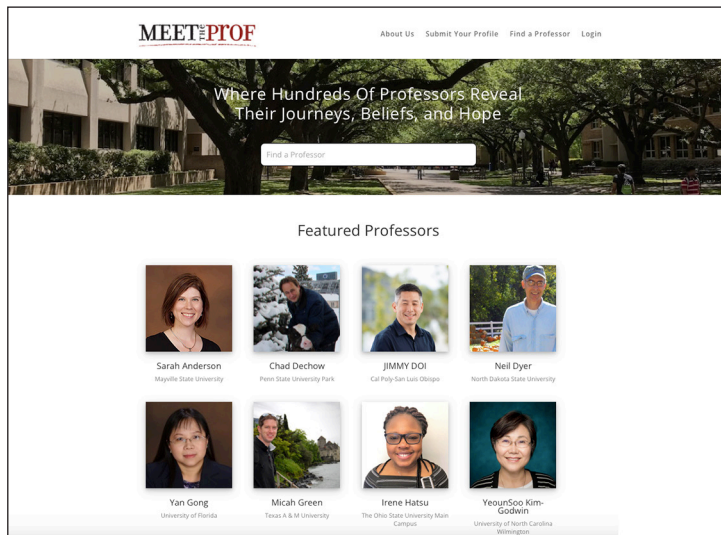 MEET THE PROF
About Us Submit Your Profile Find a Professor Login
Where Hundreds Of Professors Reveal
Their Journeys, Beliefs, and Hope
Find a Professor
Featured Professors
Sarah Anderson Chad Dechow JIMMY DOI Neil Dyer
Mayville State University Penn State University Park Cal Poly-San Luis Obispo North Dakota State University
Yan Gong Micah Green Irene Hatsu YeounSoo Kim-
Godwin
University of Florida Texas A & M University The Ohio State University Main
Campus
University of North Carolina
Wilmington